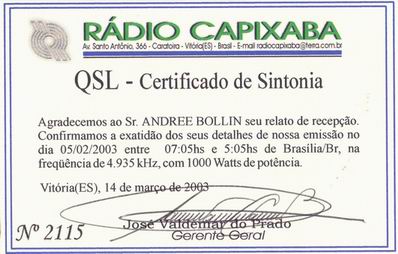 RÁDIO CAPIXABA
Av. Santo Antônio, 366 - Caratoira - Vitória(ES) - Brasil - E-mail radiocapixaba@terra.com.br
QSL - Certificado de Sintonia
Agradecemos ao Sr. ANDREE BOLLIN seu relato de recepção.
Confirmamos a exatidão dos seus detalhes de nossa emissão no
dia 05/02/2003 entre 07:05hs e 5:05hs de Brasília/Br, na
freqüência de 4.935 kHz, com 1000 Watts de potência.
Vitória(ES), 14 de março de 2003
José Valdemar do Prado
Gerente Geral
Nº 2115